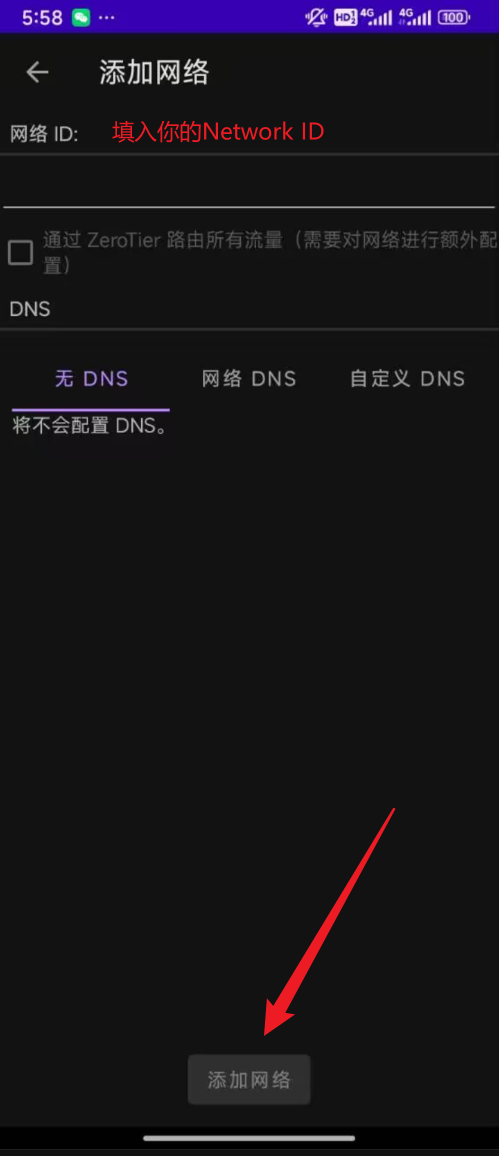 5:58 ··· HD2 4G 4G 100
添加网络
网络 ID: 填入你的Network ID
通过 ZeroTier 路由所有流量（需要对网络进行额外配
置）
DNS
无 DNS 网络 DNS 自定义 DNS
将不会配置 DNS。
添加网络